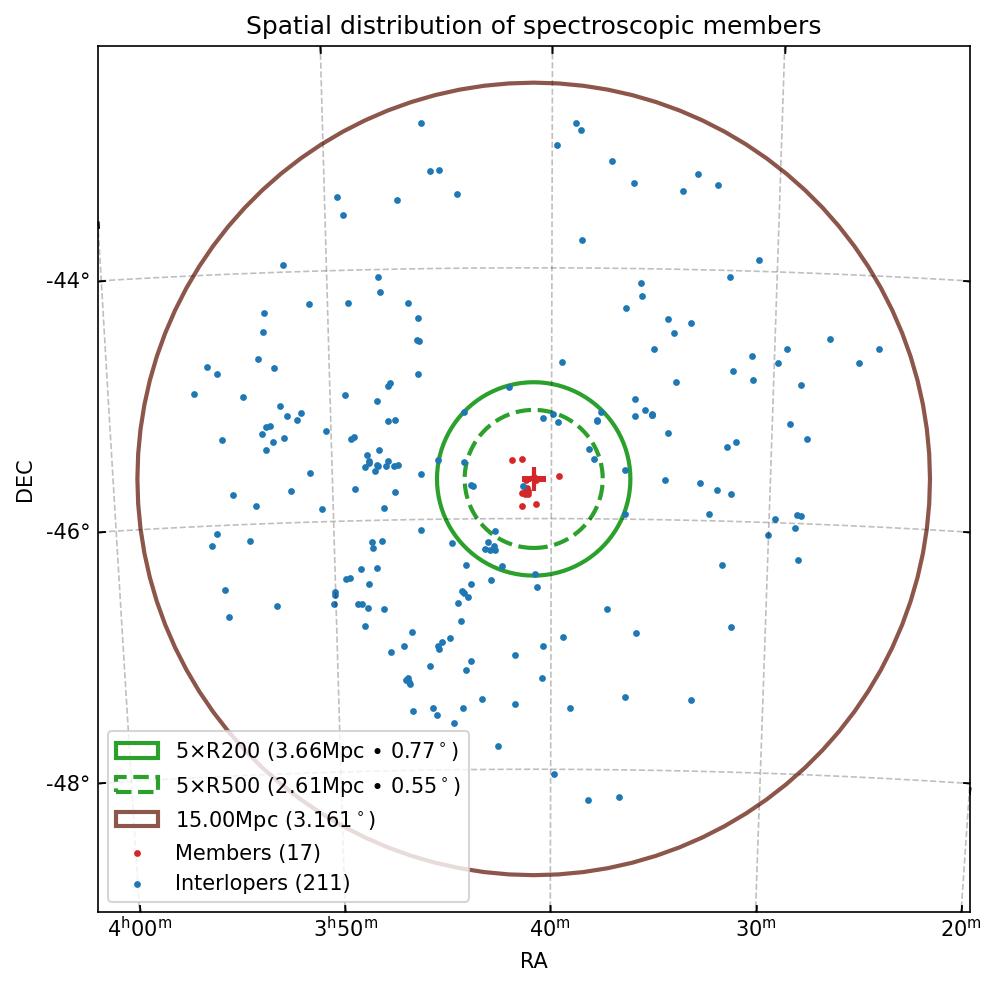 Spatial distribution of spectroscopic members
DEC
-44°
-46°
-48°
5×R200 (3.66Mpc • 0.77°)
5×R500 (2.61Mpc • 0.55°)
15.00Mpc (3.161°)
Members (17)
Interlopers (211)
4ʰ00ᵐ 3ʰ50ᵐ 40ᵐ 30ᵐ 20ᵐ
RA